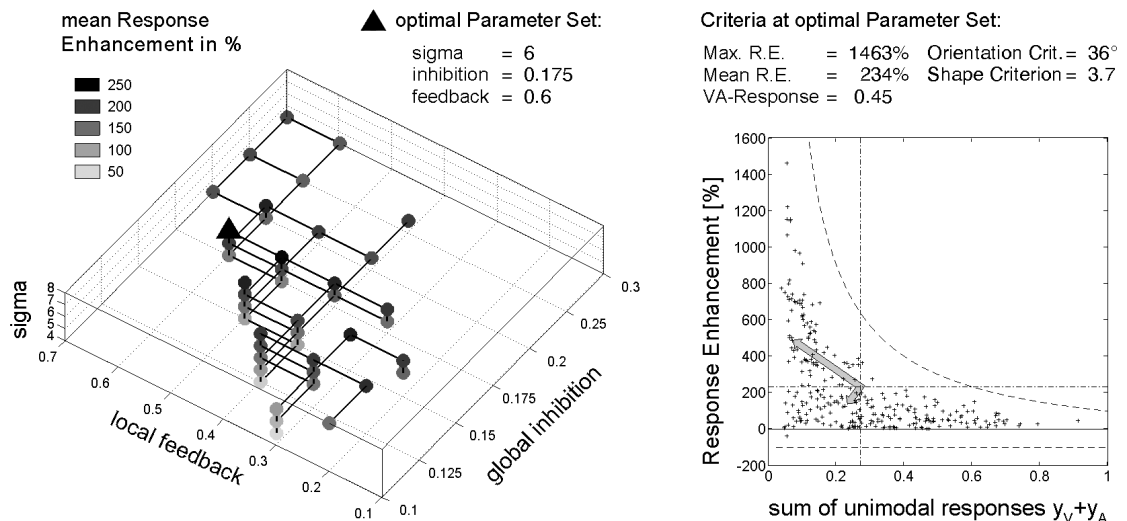 mean Response
Enhancement in %
250
200
150
100
50
optimal Parameter Set:
sigma = 6
inhibition = 0.175
feedback = 0.6
sigma
8
7
6
5
4
0.7
0.6
0.5
0.4
0.3
0.2
0.1
local feedback
0.1
0.125
0.15
0.175
0.2
0.25
0.3
global inhibition
Criteria at optimal Parameter Set:
Max. R.E. = 1463% Orientation Crit. = 36°
Mean R.E. = 234% Shape Criterion = 3.7
VA-Response = 0.45
Response Enhancement [%]
1600
1400
1200
1000
800
600
400
200
0
-200
0 0.2 0.4 0.6 0.8 1
sum of unimodal responses yV+yA